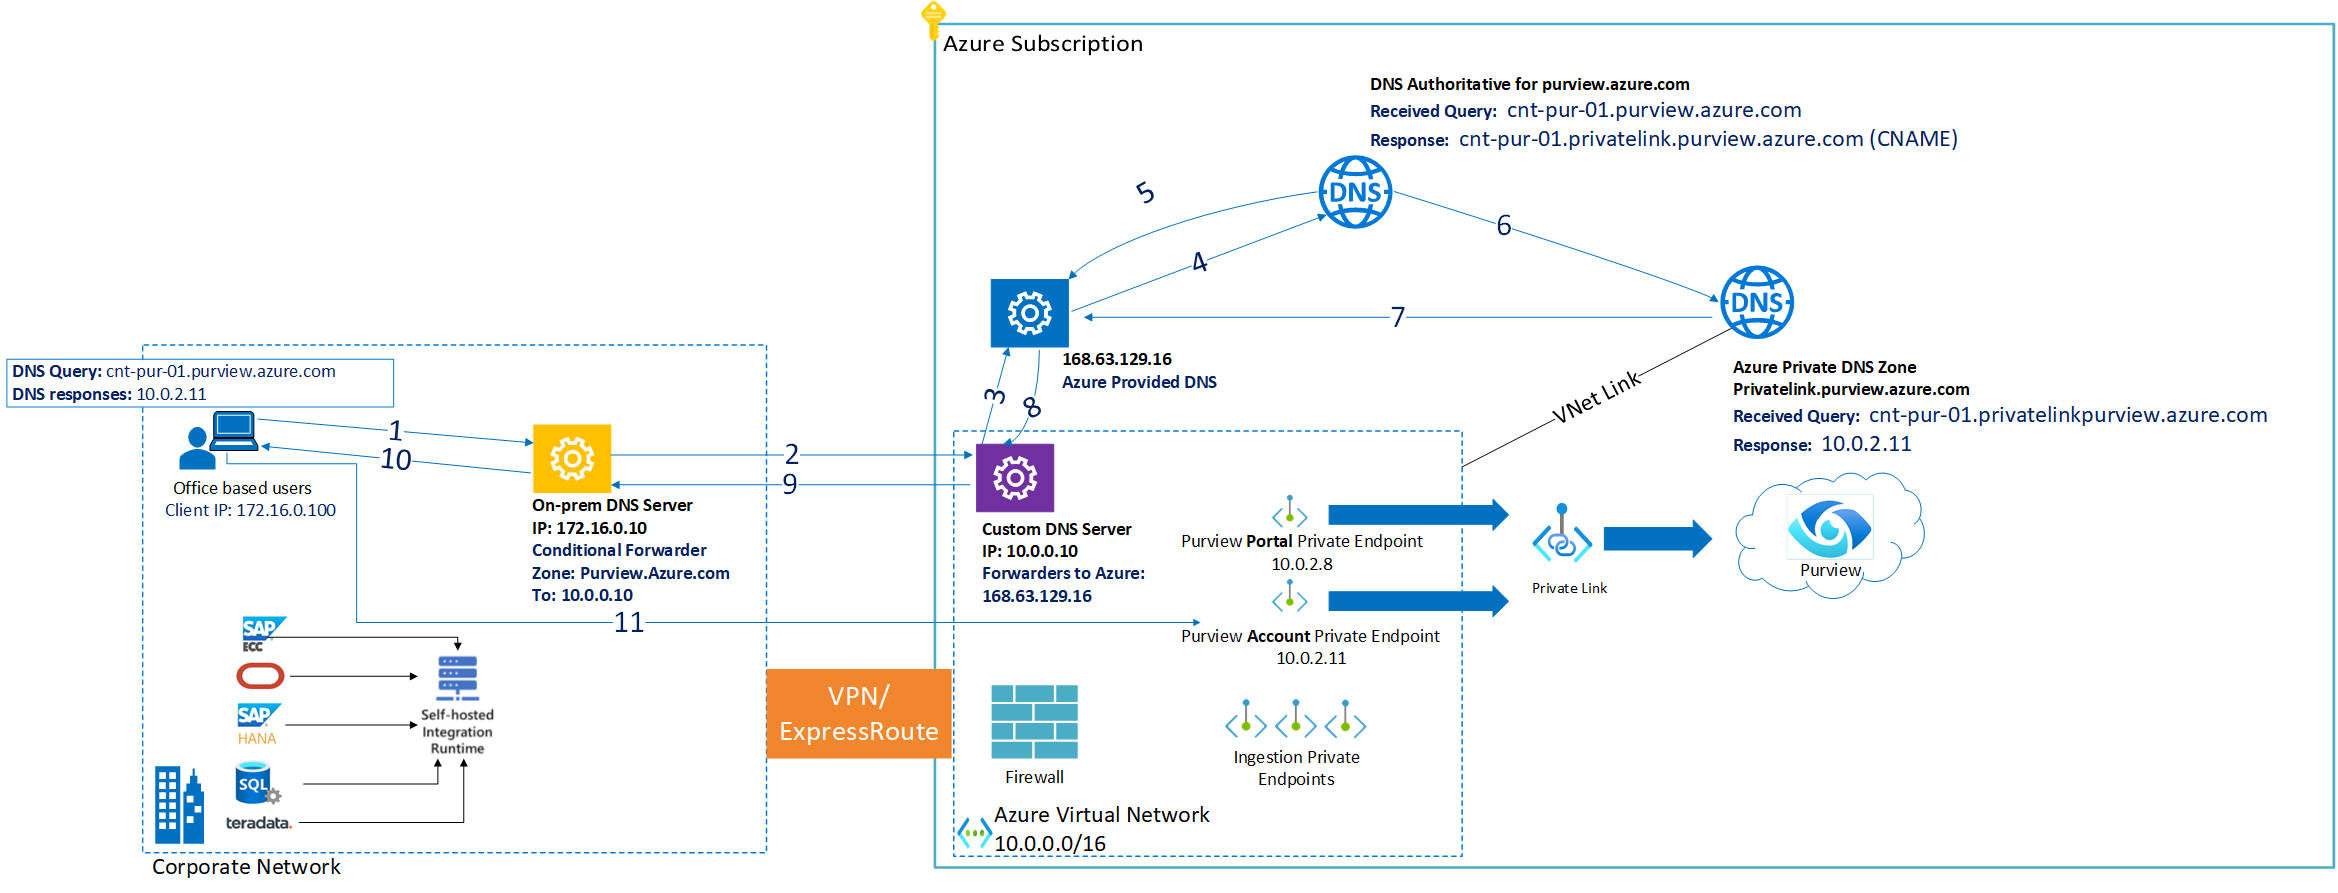 Azure Subscription
DNS Authoritative for purview.azure.com
Received Query: cnt-pur-01.purview.azure.com
Response: cnt-pur-01.privatelink.purview.azure.com (CNAME)
DNS
5
4
6
DNS
7
168.63.129.16
Azure Provided DNS
3
8
VNet Link
Azure Private DNS Zone
Privatelink.purview.azure.com
Received Query: cnt-pur-01.privatelinkpurview.azure.com
Response: 10.0.2.11
DNS Query: cnt-pur-01.purview.azure.com
DNS responses: 10.0.2.11
1
10
2
9
Office based users
Client IP: 172.16.0.100
On-prem DNS Server
IP: 172.16.0.10
Conditional Forwarder
Zone: Purview.Azure.com
To: 10.0.0.10
Custom DNS Server
IP: 10.0.0.10
Forwarders to Azure:
168.63.129.16
Purview Portal Private Endpoint
10.0.2.8
Purview Account Private Endpoint
10.0.2.11
Private Link
Purview
11
SAP
ECC
SAP
HANA
SQL
teradata.
Self-hosted
Integration
Runtime
VPN/
ExpressRoute
Firewall
Ingestion Private
Endpoints
Azure Virtual Network
10.0.0.0/16
Corporate Network